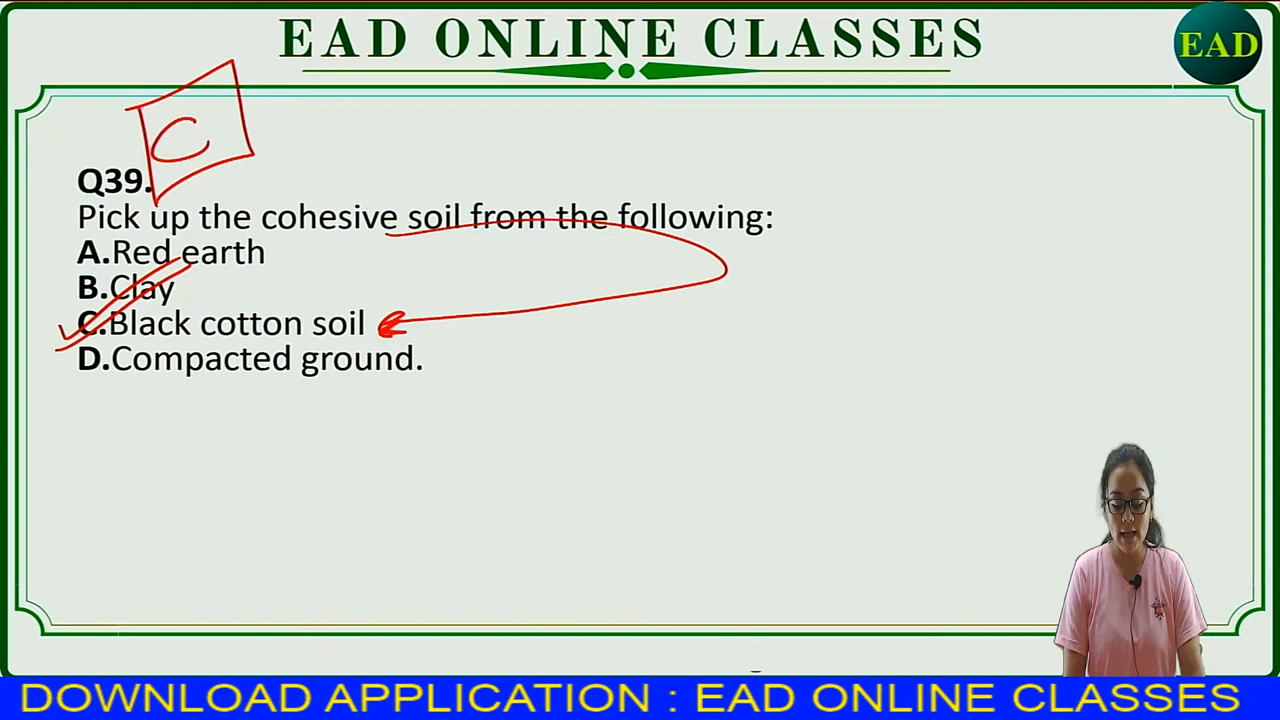 EAD ONLINE CLASSES
EAD
C
Q39.
Pick up the cohesive soil from the following:
A.Red earth
B.Clay
C.Black cotton soil
D.Compacted ground.
DOWNLOAD APPLICATION : EAD ONLINE CLASSES